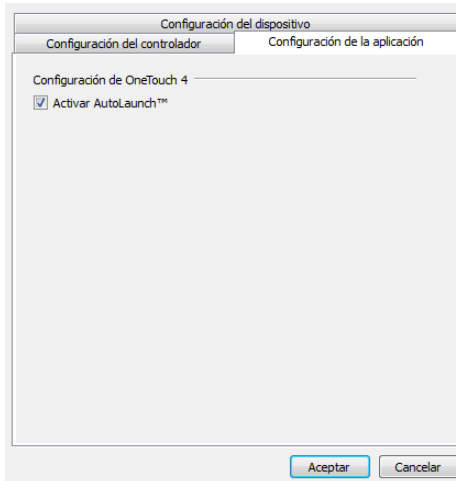 Configuración del dispositivo
Configuración del controlador
Configuración de la aplicación
Configuración de OneTouch 4
Activar AutoLaunch™
Aceptar
Cancelar